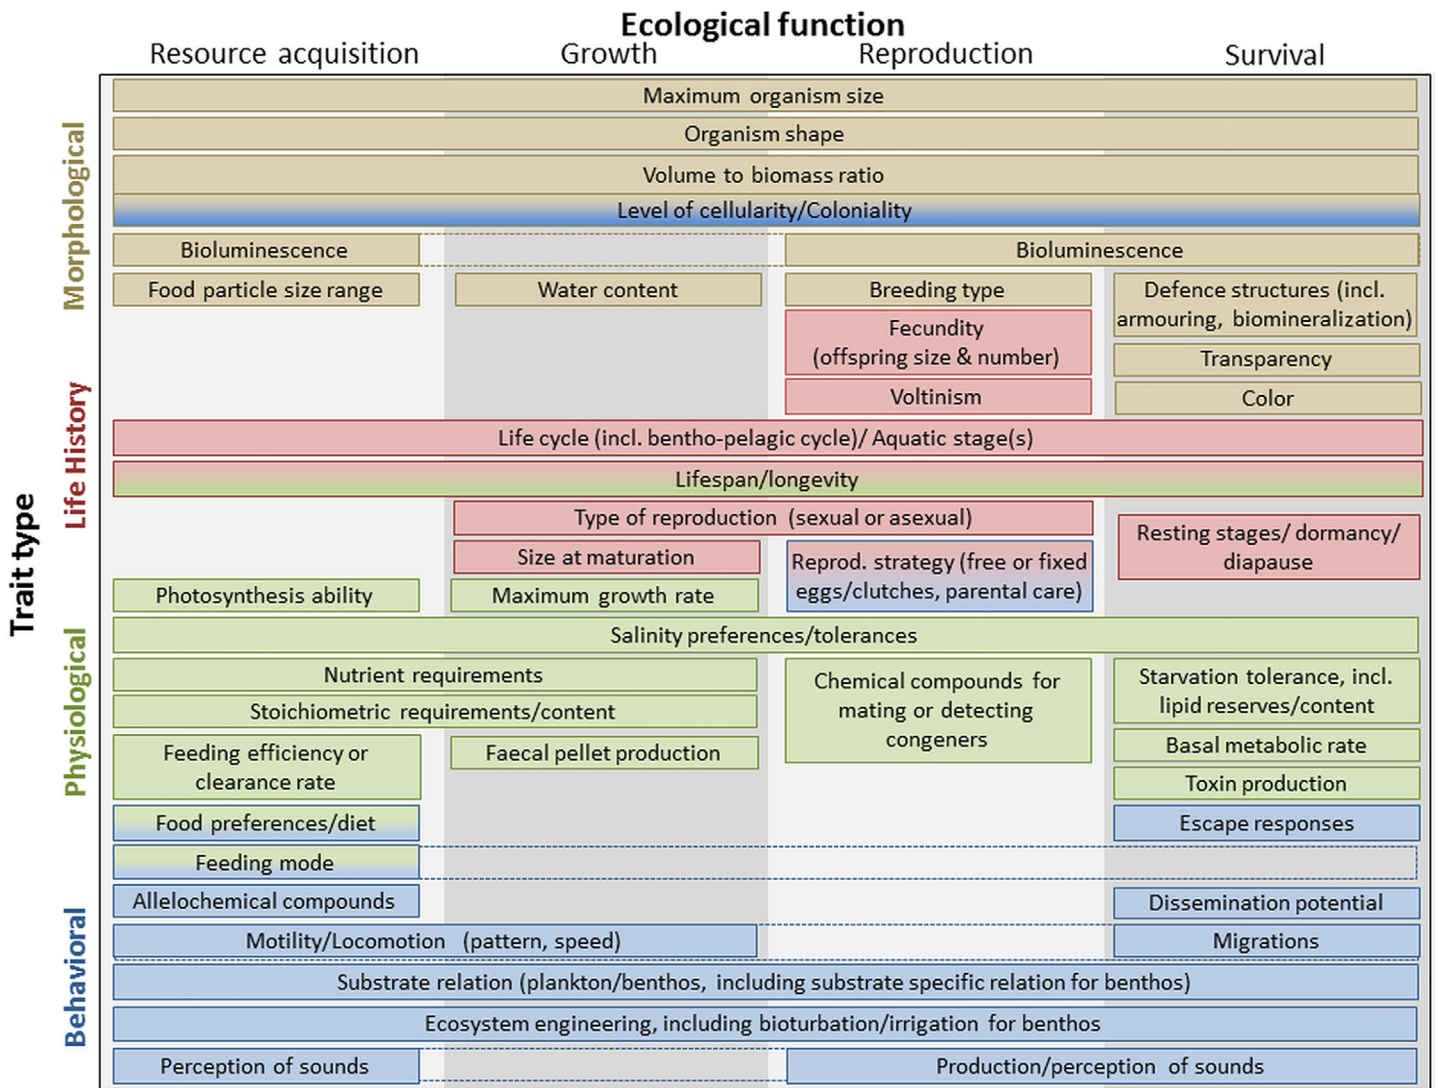 Ecological function
Resource acquisition
Growth
Reproduction
Survival
Trait type
Morphological
Maximum organism size
Organism shape
Volume to biomass ratio
Level of cellularity/Coloniality
Bioluminescence
Bioluminescence
Food particle size range
Water content
Breeding type
Defence structures (incl.
armouring, biomineralization)
Fecundity
(offspring size & number)
Transparency
Voltinism
Color
Life History
Life cycle (incl. bentho-pelagic cycle)/ Aquatic stage(s)
Lifespan/longevity
Type of reproduction (sexual or asexual)
Resting stages/ dormancy/
diapause
Size at maturation
Reprod. strategy (free or fixed
eggs/clutches, parental care)
Photosynthesis ability
Maximum growth rate
Physiological
Salinity preferences/tolerances
Nutrient requirements
Chemical compounds for
mating or detecting
congeners
Starvation tolerance, incl.
lipid reserves/content
Stoichiometric requirements/content
Feeding efficiency or
clearance rate
Faecal pellet production
Basal metabolic rate
Toxin production
Food preferences/diet
Escape responses
Feeding mode
Behavioral
Allelochemical compounds
Dissemination potential
Motility/Locomotion (pattern, speed)
Migrations
Substrate relation (plankton/benthos, including substrate specific relation for benthos)
Ecosystem engineering, including bioturbation/irrigation for benthos
Perception of sounds
Production/perception of sounds